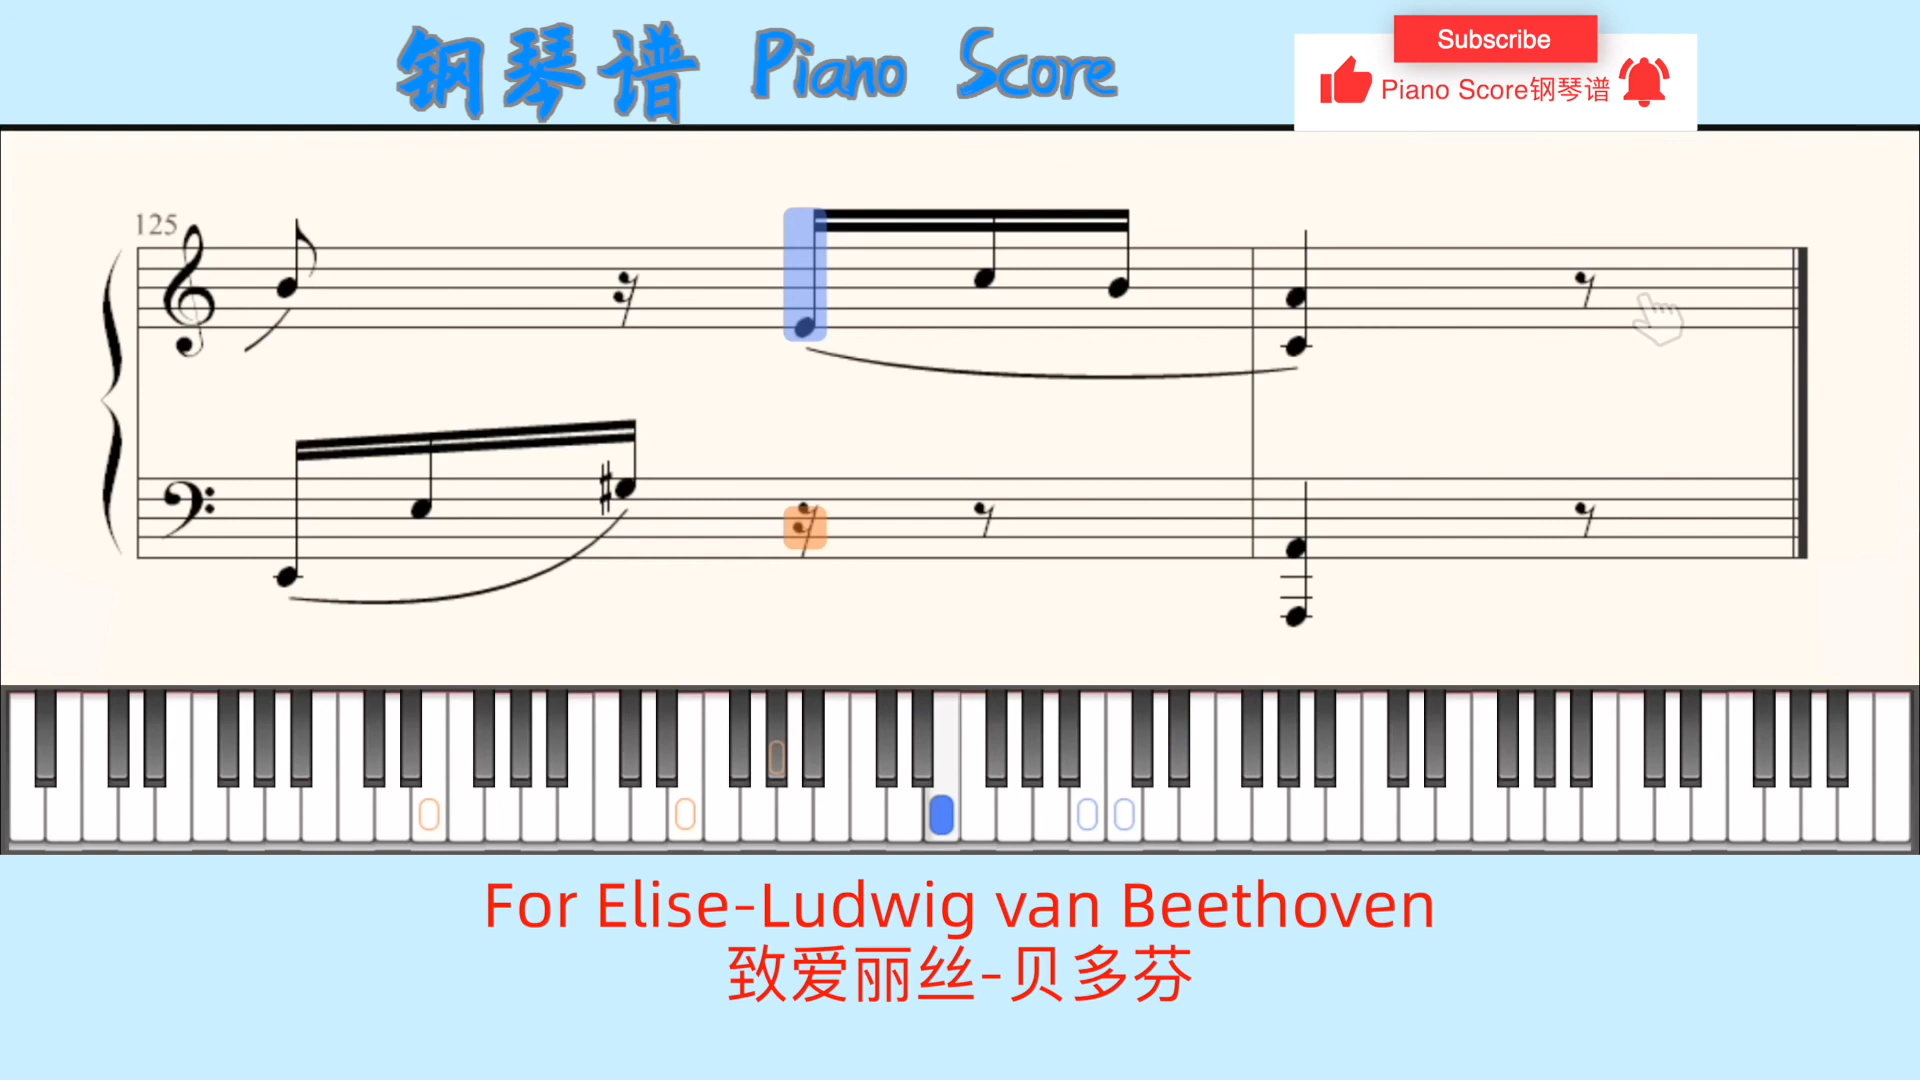 钢琴谱 Piano Score
Subscribe
Piano Score钢琴谱
125
For Elise-Ludwig van Beethoven
致爱丽丝-贝多芬